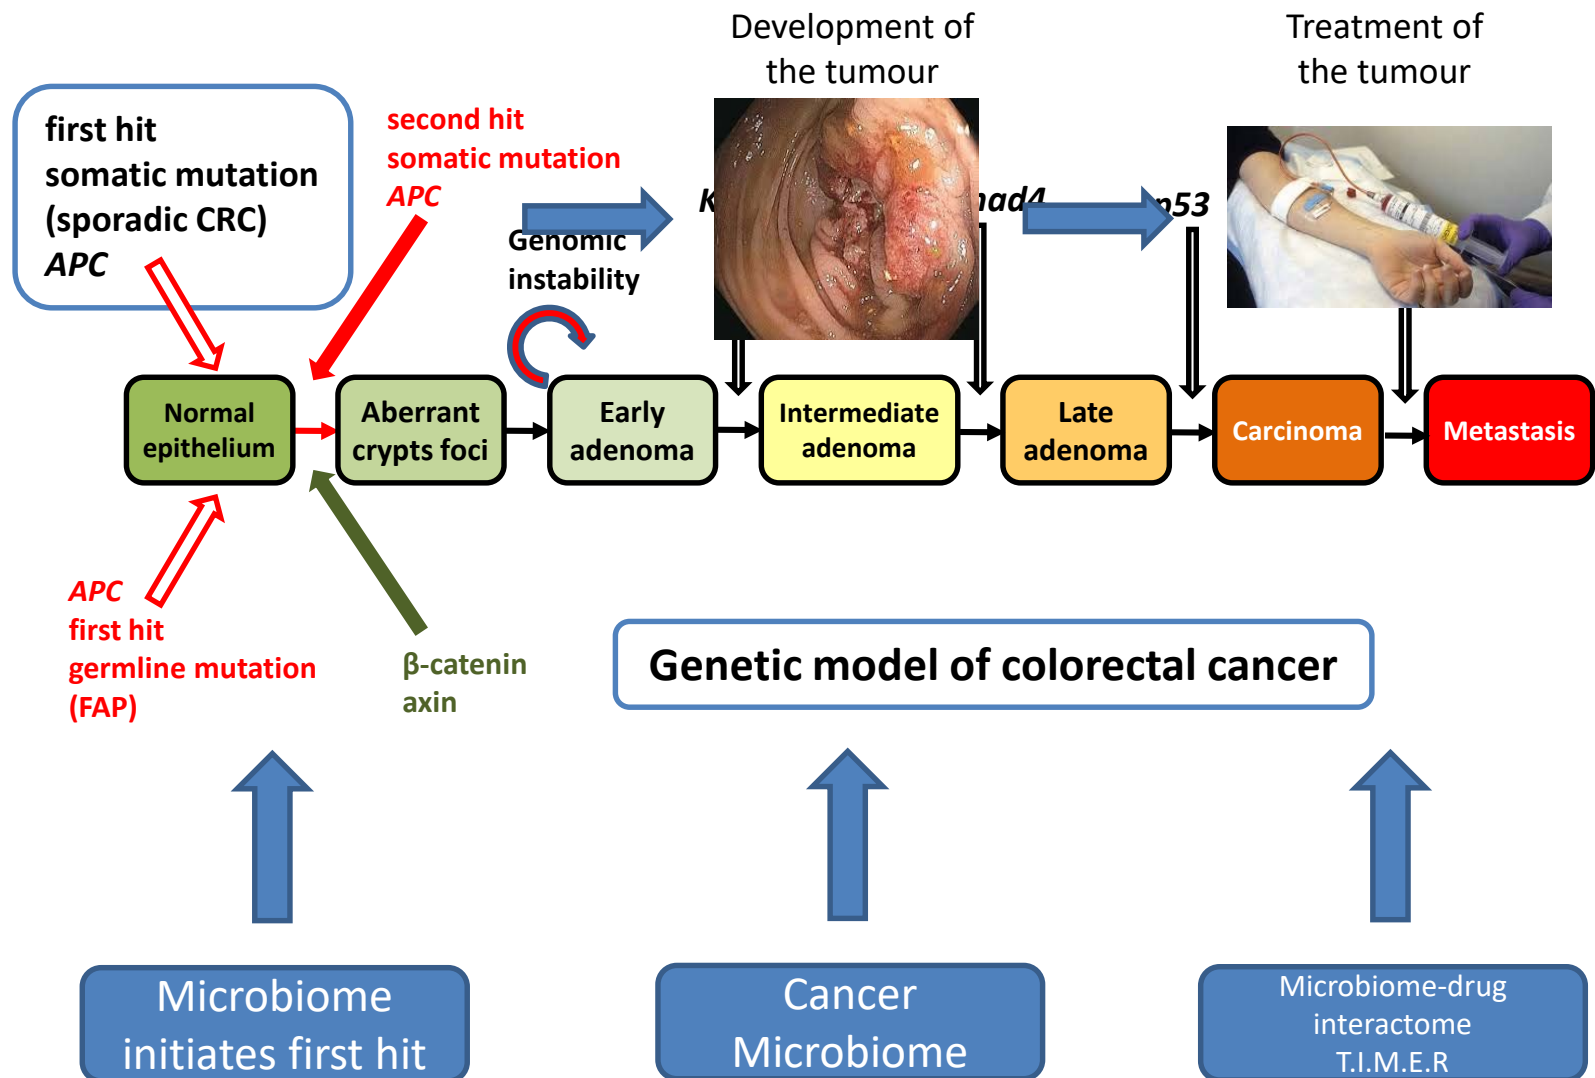 Development of
the tumour
Treatment of
the tumour
first hit
somatic mutation
(sporadic CRC)
APC
second hit
somatic mutation
APC
Genomic
instability
K
ad4
p53
Normal
epithelium
Aberrant
crypts foci
Early
adenoma
Intermediate
adenoma
Late
adenoma
Carcinoma
Metastasis
APC
first hit
germline mutation
(FAP)
β-catenin
axin
Genetic model of colorectal cancer
Microbiome
initiates first hit
Cancer
Microbiome
Microbiome-drug
interactome
T.I.M.E.R